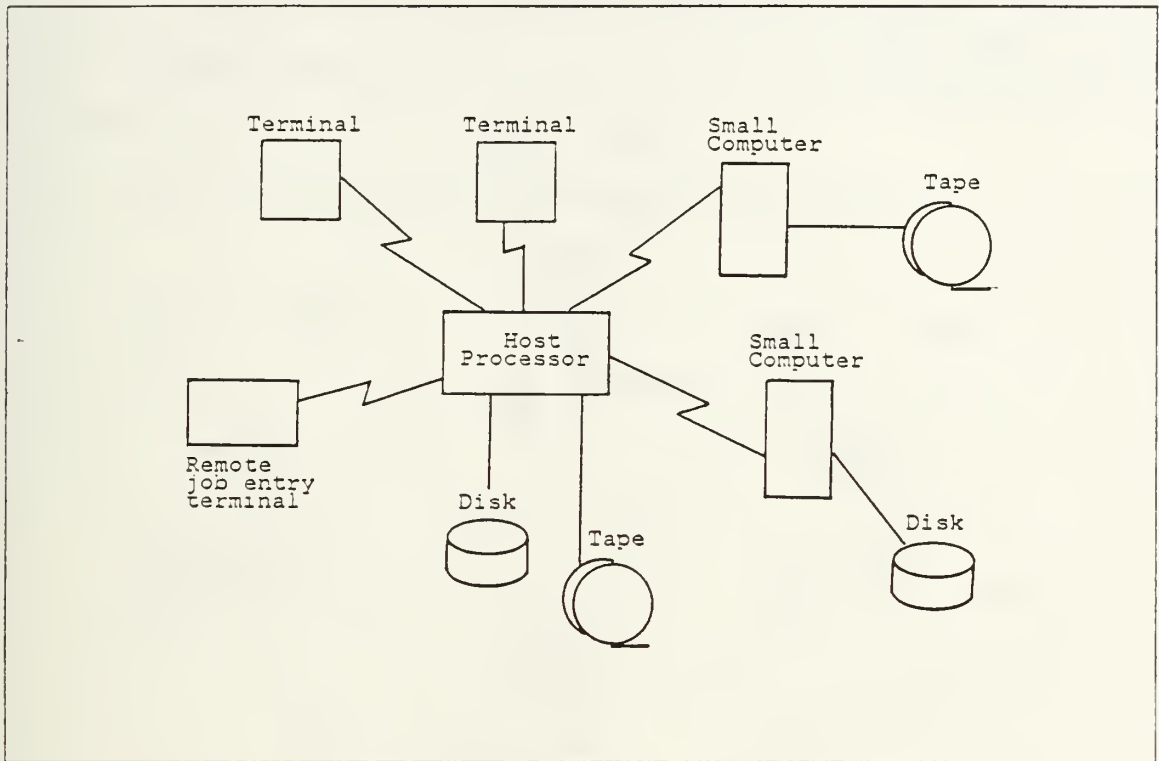 Terminal
Terminal
Small
Computer
Tape
Host
Processor
Small
Computer
Remote
job entry
terminal
Disk
Tape
Disk